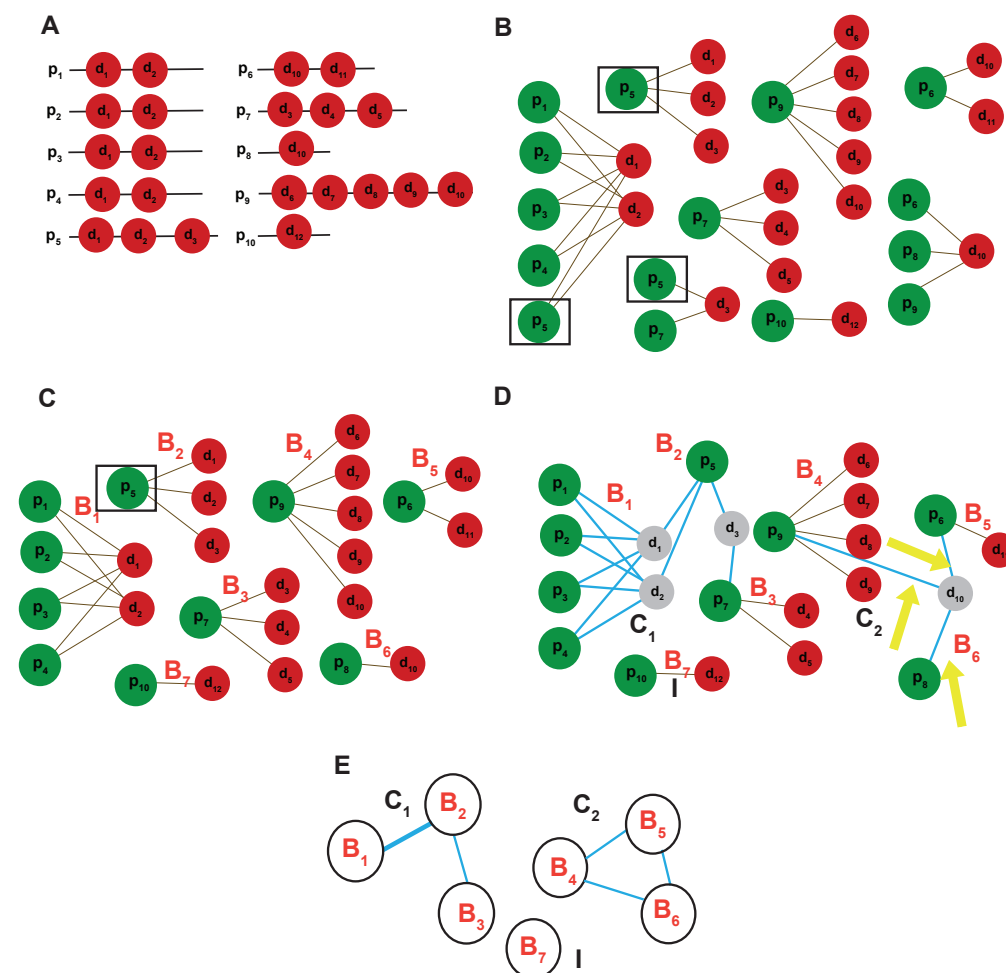 A
p1 d1 d2
p2 d1 d2
p3 d1 d2
p4 d1 d2
p5 d1 d2 d3
p6 d10 d11
p7 d3 d4 d5
p8 d10
p9 d6 d7 d8 d9 d10
p10 d12
B
p1
p2
p3
p4
p5
d1
d2
p5
d1
d2
d3
p7
d3
d4
d5
p5
p7
d3
p9
d6
d7
d8
d9
d10
p10 d12
p6
d10
d11
p6
p8
p9
d10
C
B1
p1
p2
p3
p4
d1
d2
B2
p5
d1
d2
d3
B3
p7
d3
d4
d5
B4
p9
d6
d7
d8
d9
d10
B5
p6
d10
d11
B6
p8 d10
B7
p10 d12
D
B1
p1
p2
p3
p4
d1
d2
C1
B2
p5
d3
B3
p7
d4
d5
B7
p10 d12
I
B4
p9
d6
d7
d8
d9
C2
B5
p6
d1
d10
B6
p8
E
C1
B1
B2
B3
C2
B4
B5
B6
B7
I